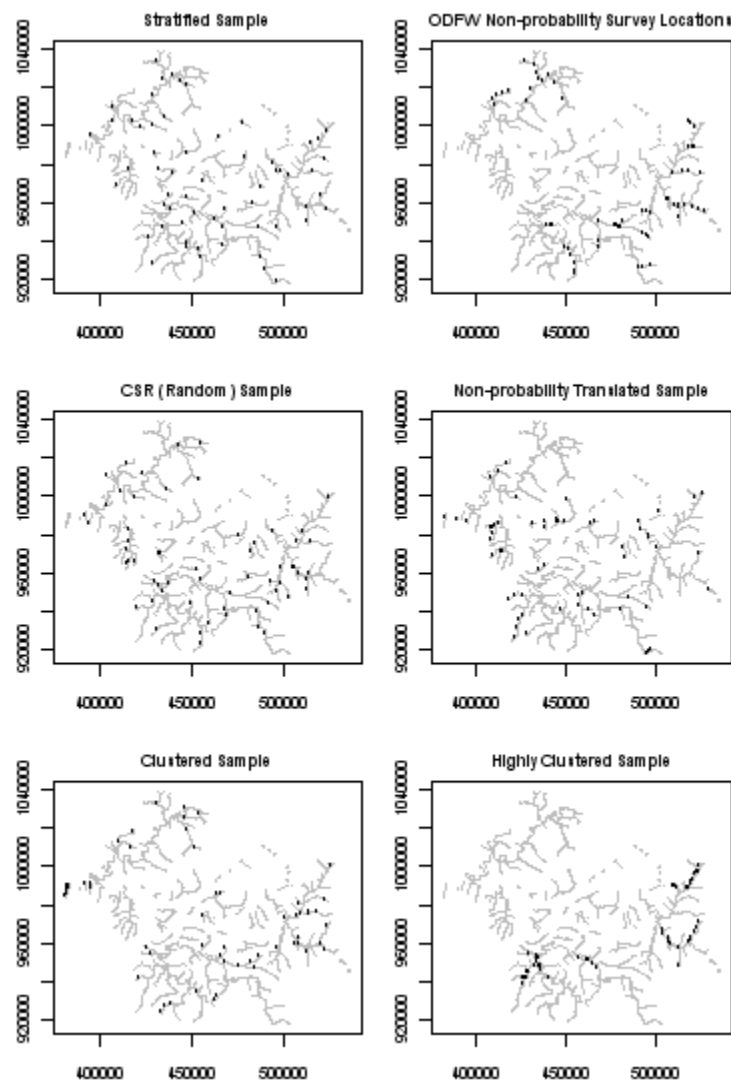 Stratified Sample
1040000
1000000
960000
920000
400000 450000 500000
ODFW Non-probability Survey Locations
1040000
1000000
960000
920000
400000 450000 500000
CSR (Random) Sample
1040000
1000000
960000
920000
400000 450000 500000
Non-probability Translated Sample
1040000
1000000
960000
920000
400000 450000 500000
Clustered Sample
1040000
1000000
960000
920000
400000 450000 500000
Highly Clustered Sample
1040000
1000000
960000
920000
400000 450000 500000